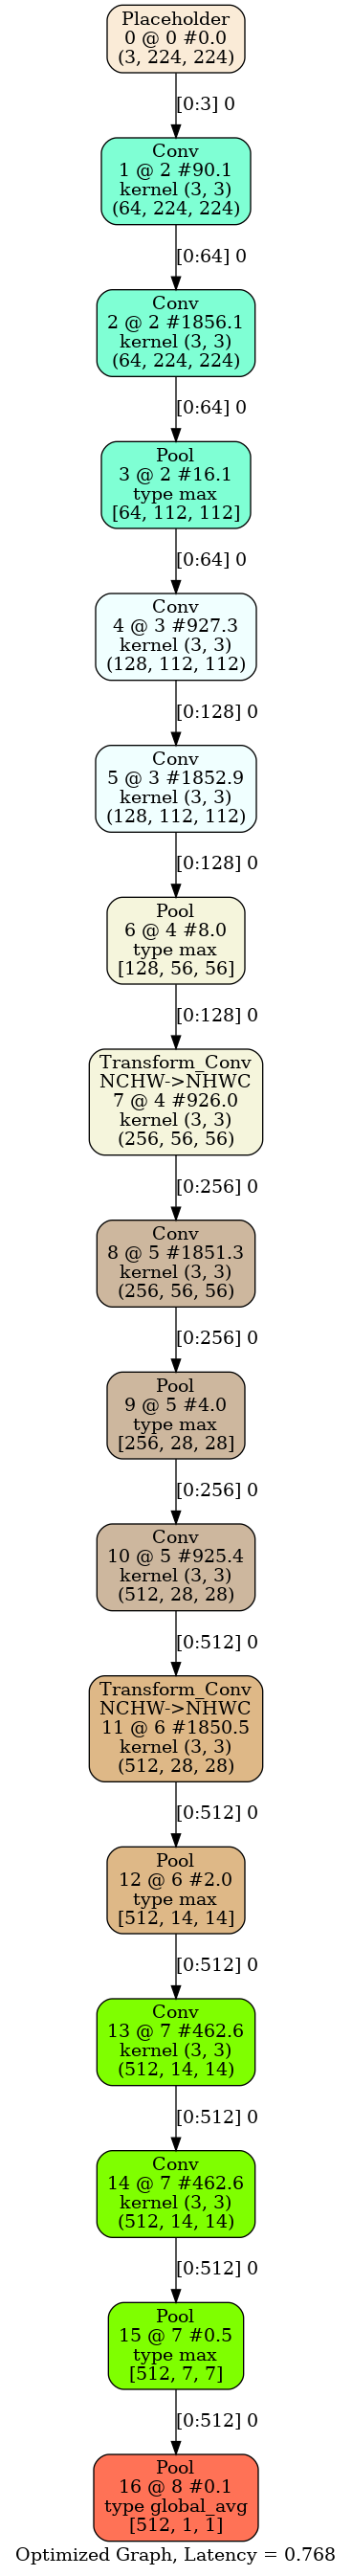 Placeholder
0 @ 0 #0.0
(3, 224, 224)
[0:3] 0
Conv
1 @ 2 #90.1
kernel (3, 3)
(64, 224, 224)
[0:64] 0
Conv
2 @ 2 #1856.1
kernel (3, 3)
(64, 224, 224)
[0:64] 0
Pool
3 @ 2 #16.1
type max
[64, 112, 112]
[0:64] 0
Conv
4 @ 3 #927.3
kernel (3, 3)
(128, 112, 112)
[0:128] 0
Conv
5 @ 3 #1852.9
kernel (3, 3)
(128, 112, 112)
[0:128] 0
Pool
6 @ 4 #8.0
type max
[128, 56, 56]
[0:128] 0
Transform_Conv
NCHW->NHWC
7 @ 4 #926.0
kernel (3, 3)
(256, 56, 56)
[0:256] 0
Conv
8 @ 5 #1851.3
kernel (3, 3)
(256, 56, 56)
[0:256] 0
Pool
9 @ 5 #4.0
type max
[256, 28, 28]
[0:256] 0
Conv
10 @ 5 #925.4
kernel (3, 3)
(512, 28, 28)
[0:512] 0
Transform_Conv
NCHW->NHWC
11 @ 6 #1850.5
kernel (3, 3)
(512, 28, 28)
[0:512] 0
Pool
12 @ 6 #2.0
type max
[512, 14, 14]
[0:512] 0
Conv
13 @ 7 #462.6
kernel (3, 3)
(512, 14, 14)
[0:512] 0
Conv
14 @ 7 #462.6
kernel (3, 3)
(512, 14, 14)
[0:512] 0
Pool
15 @ 7 #0.5
type max
[512, 7, 7]
[0:512] 0
Pool
16 @ 8 #0.1
type global_avg
[512, 1, 1]
Optimized Graph, Latency = 0.768